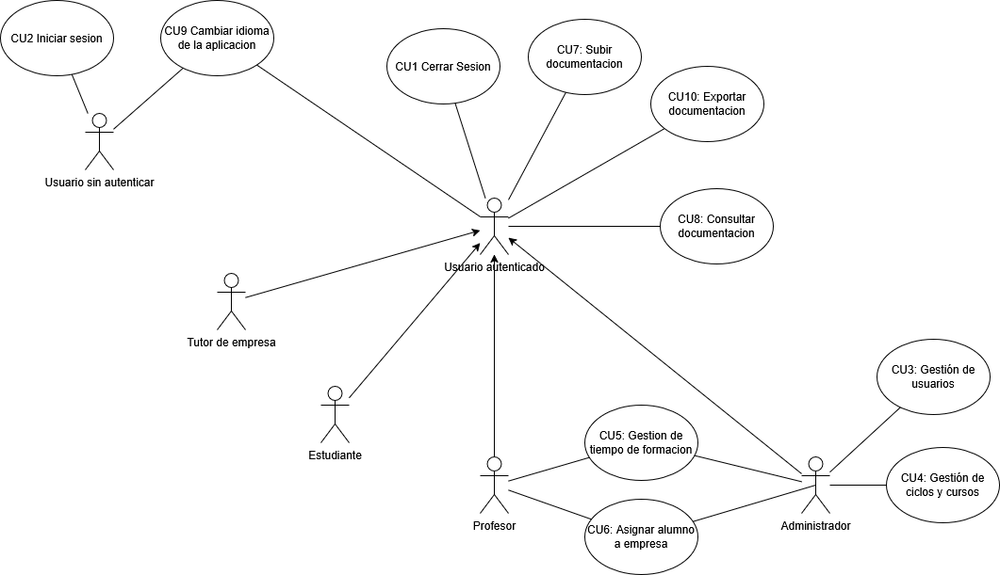 CU2 Iniciar sesion
CU9 Cambiar idioma
de la aplicacion
CU1 Cerrar Sesion
CU7: Subir
documentacion
CU10: Exportar
documentacion
Usuario sin autenticar
CU8: Consultar
documentacion
Usuario autenticado
Tutor de empresa
CU3: Gestión de
usuarios
Estudiante
CU5: Gestion de
tiempo de formacion
CU4: Gestión de
ciclos y cursos
Profesor
Administrador
CU6: Asignar alumno
a empresa